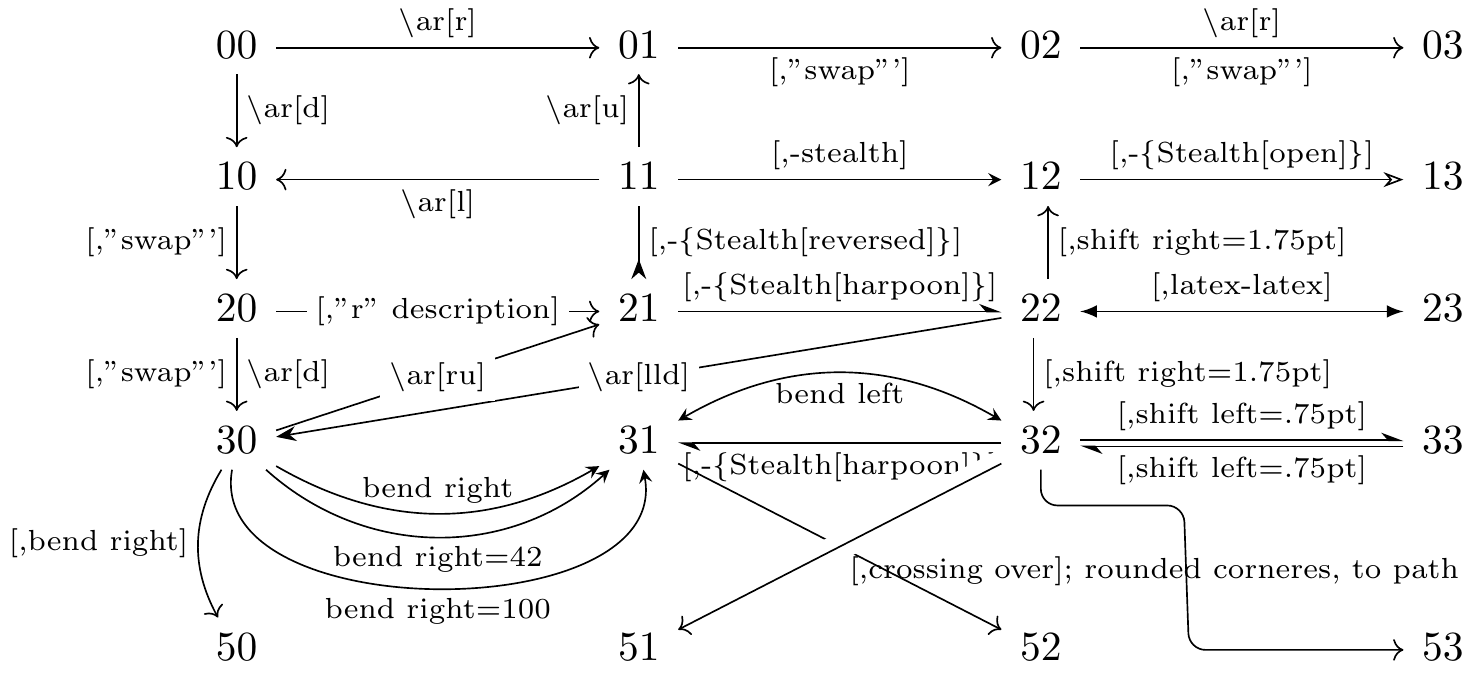 \ar[r] \ar[r]
00 01 02 03
[,"swap"'] [,"swap"']
\ar[d] \ar[u]
[,-stealth] [,-{Stealth[open]}]
10 11 12 13
\ar[l]
[,"swap"'] [,-{Stealth[reversed]}] [,shift right=1.75pt]
[,-{Stealth[harpoon]}] [,latex-latex]
20 [,"r" description] 21 22 23
[,"swap"'] \ar[d] \ar[ru] \ar[lld] [,shift right=1.75pt]
bend left
[,shift left=.75pt]
30 31 32 33
[,-{Stealth[harpoon]}] [,shift left=.75pt]
bend right
[,bend right]
bend right=42
[,crossing over]; rounded corneres, to path
bend right=100
50 51 52 53